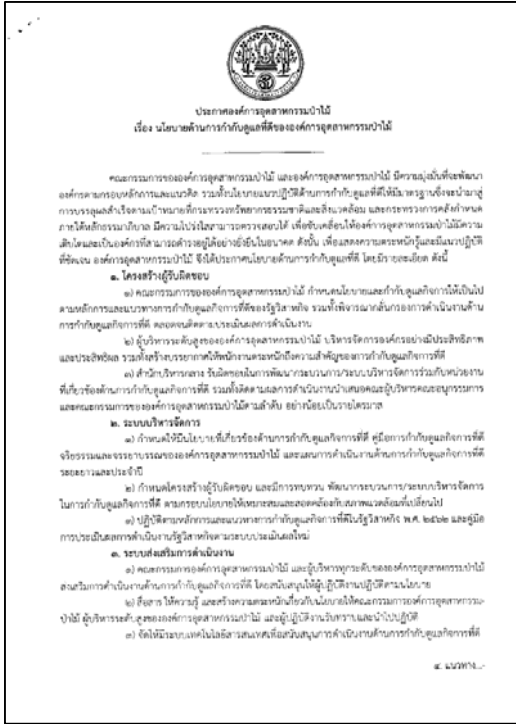 ประกาศองค์การอุตสาหกรรมป่าไม้
เรื่อง นโยบายด้านการกำกับดูแลที่ดีขององค์การอุตสาหกรรมป่าไม้
คณะกรรมการขององค์การอุตสาหกรรมป่าไม้ และองค์การอุตสาหกรรมป่าไม้ มีความมุ่งมั่นที่จะพัฒนา
องค์กรตามกรอบหลักการและแนวคิด รวมทั้งนโยบายแนวปฏิบัติด้านการกำกับดูแลที่ดีให้มีมาตรฐานซึ่งจะนำมาสู่
การบรรลุผลสำเร็จตามเป้าหมายที่กระทรวงทรัพยากรธรรมชาติและสิ่งแวดล้อม และกระทรวงการคลังกำหนด
ภายใต้หลักธรรมาภิบาล มีความโปร่งใสสามารถตรวจสอบได้ เพื่อขับเคลื่อนให้องค์การอุตสาหกรรมป่าไม้มีความ
เติบโตและเป็นองค์กรที่สามารถดำรงอยู่ได้อย่างยั่งยืนในอนาคต ดังนั้น เพื่อแสดงความตระหนักรู้และมีแนวปฏิบัติ
ที่ชัดเจน องค์การอุตสาหกรรมป่าไม้ จึงได้ประกาศนโยบายด้านการกำกับดูแลที่ดี โดยมีรายละเอียด ดังนี้
๑. โครงสร้างผู้รับผิดชอบ
๑) คณะกรรมการขององค์การอุตสาหกรรมป่าไม้ กำหนดนโยบายและกำกับดูแลกิจการให้เป็นไป
ตามหลักการและแนวทางการกำกับดูแลกิจการที่ดีของรัฐวิสาหกิจ รวมทั้งพิจารณากลั่นกรองการดำเนินงานด้าน
การกำกับดูแลกิจการที่ดี ตลอดจนติดตามประเมินผลการดำเนินงาน
๒) ผู้บริหารระดับสูงขององค์การอุตสาหกรรมป่าไม้ บริหารจัดการองค์กรอย่างมีประสิทธิภาพ
และประสิทธิผล รวมทั้งสร้างบรรยากาศให้พนักงานตระหนักถึงความสำคัญของการกำกับดูแลกิจการที่ดี
๓) สำนักบริหารกลาง รับผิดชอบในการพัฒนากระบวนการ/ระบบบริหารจัดการร่วมกับหน่วยงาน
ที่เกี่ยวข้องด้านการกำกับดูแลกิจการที่ดี รวมทั้งติดตามผลการดำเนินงานนำเสนอคณะผู้บริหารคณะอนุกรรมการ
และคณะกรรมการขององค์การอุตสาหกรรมป่าไม้ตามลำดับ อย่างน้อยเป็นรายไตรมาส
๒. ระบบบริหารจัดการ
๑) กำหนดให้มีนโยบายที่เกี่ยวข้องด้านการกำกับดูแลกิจการที่ดี คู่มือการกำกับดูแลกิจการที่ดี
จริยธรรมและจรรยาบรรณขององค์การอุตสาหกรรมป่าไม้ และแผนการดำเนินงานด้านการกำกับดูแลกิจการที่ดี
ระยะยาวและประจำปี
๒) กำหนดโครงสร้างผู้รับผิดชอบ และมีการทบทวน พัฒนากระบวนการ/ระบบบริหารจัดการ
ในการกำกับดูแลกิจการที่ดี ตามกรอบนโยบายให้เหมาะสมและสอดคล้องกับสภาพแวดล้อมที่เปลี่ยนไป
๓) ปฏิบัติตามหลักการและแนวทางการกำกับดูแลกิจการที่ดีในรัฐวิสาหกิจ พ.ศ. ๒๕๖๒ และคู่มือ
การประเมินผลการดำเนินงานรัฐวิสาหกิจตามระบบประเมินผลใหม่
๓. ระบบส่งเสริมการดำเนินงาน
๑) คณะกรรมการองค์การอุตสาหกรรมป่าไม้ และผู้บริหารทุกระดับขององค์การอุตสาหกรรมป่าไม้
ส่งเสริมการดำเนินงานด้านการกำกับดูแลกิจการที่ดี โดยสนับสนุนให้ผู้ปฏิบัติงานปฏิบัติตามนโยบาย
๒) สื่อสาร ให้ความรู้ และสร้างความตระหนักเกี่ยวกับนโยบายให้คณะกรรมการองค์การอุตสาหกรรม-
ป่าไม้ ผู้บริหารระดับสูงขององค์การอุตสาหกรรมป่าไม้ และผู้ปฏิบัติงานรับทราบและนำไปปฏิบัติ
๓) จัดให้มีระบบเทคโนโลยีสารสนเทศเพื่อสนับสนุนการดำเนินงานด้านการกำกับดูแลกิจการที่ดี
๔. แนวทาง...-